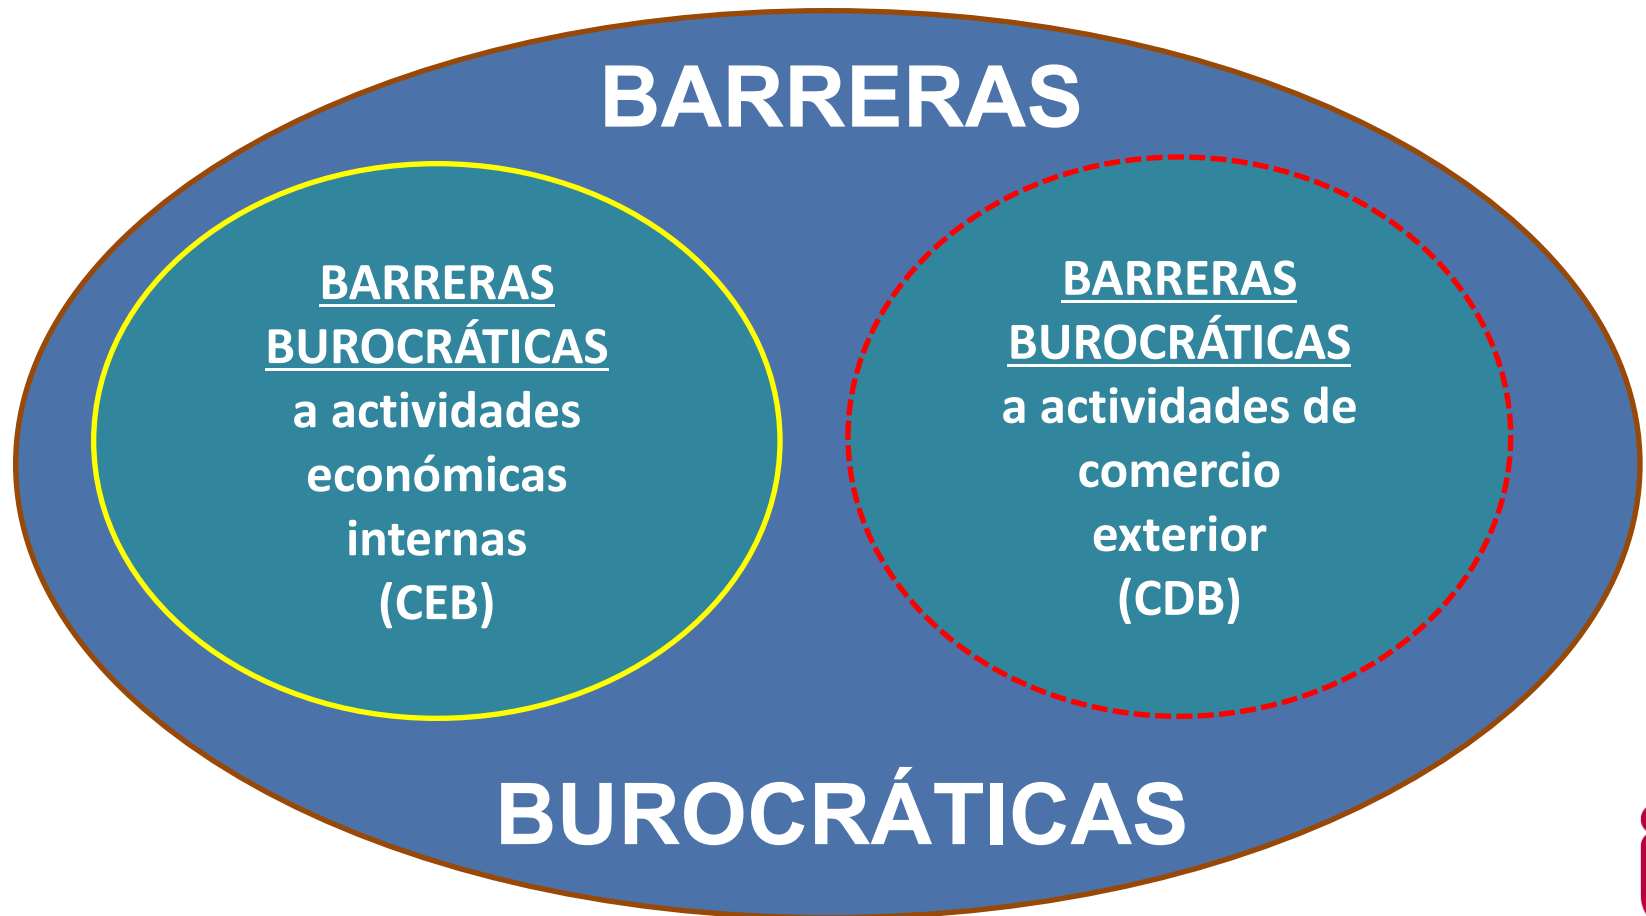 BARRERAS
BARRERAS
BUROCRÁTICAS
a actividades
económicas
internas
(CEB)
BARRERAS
BUROCRÁTICAS
a actividades de
comercio
exterior
(CDB)
BUROCRÁTICAS